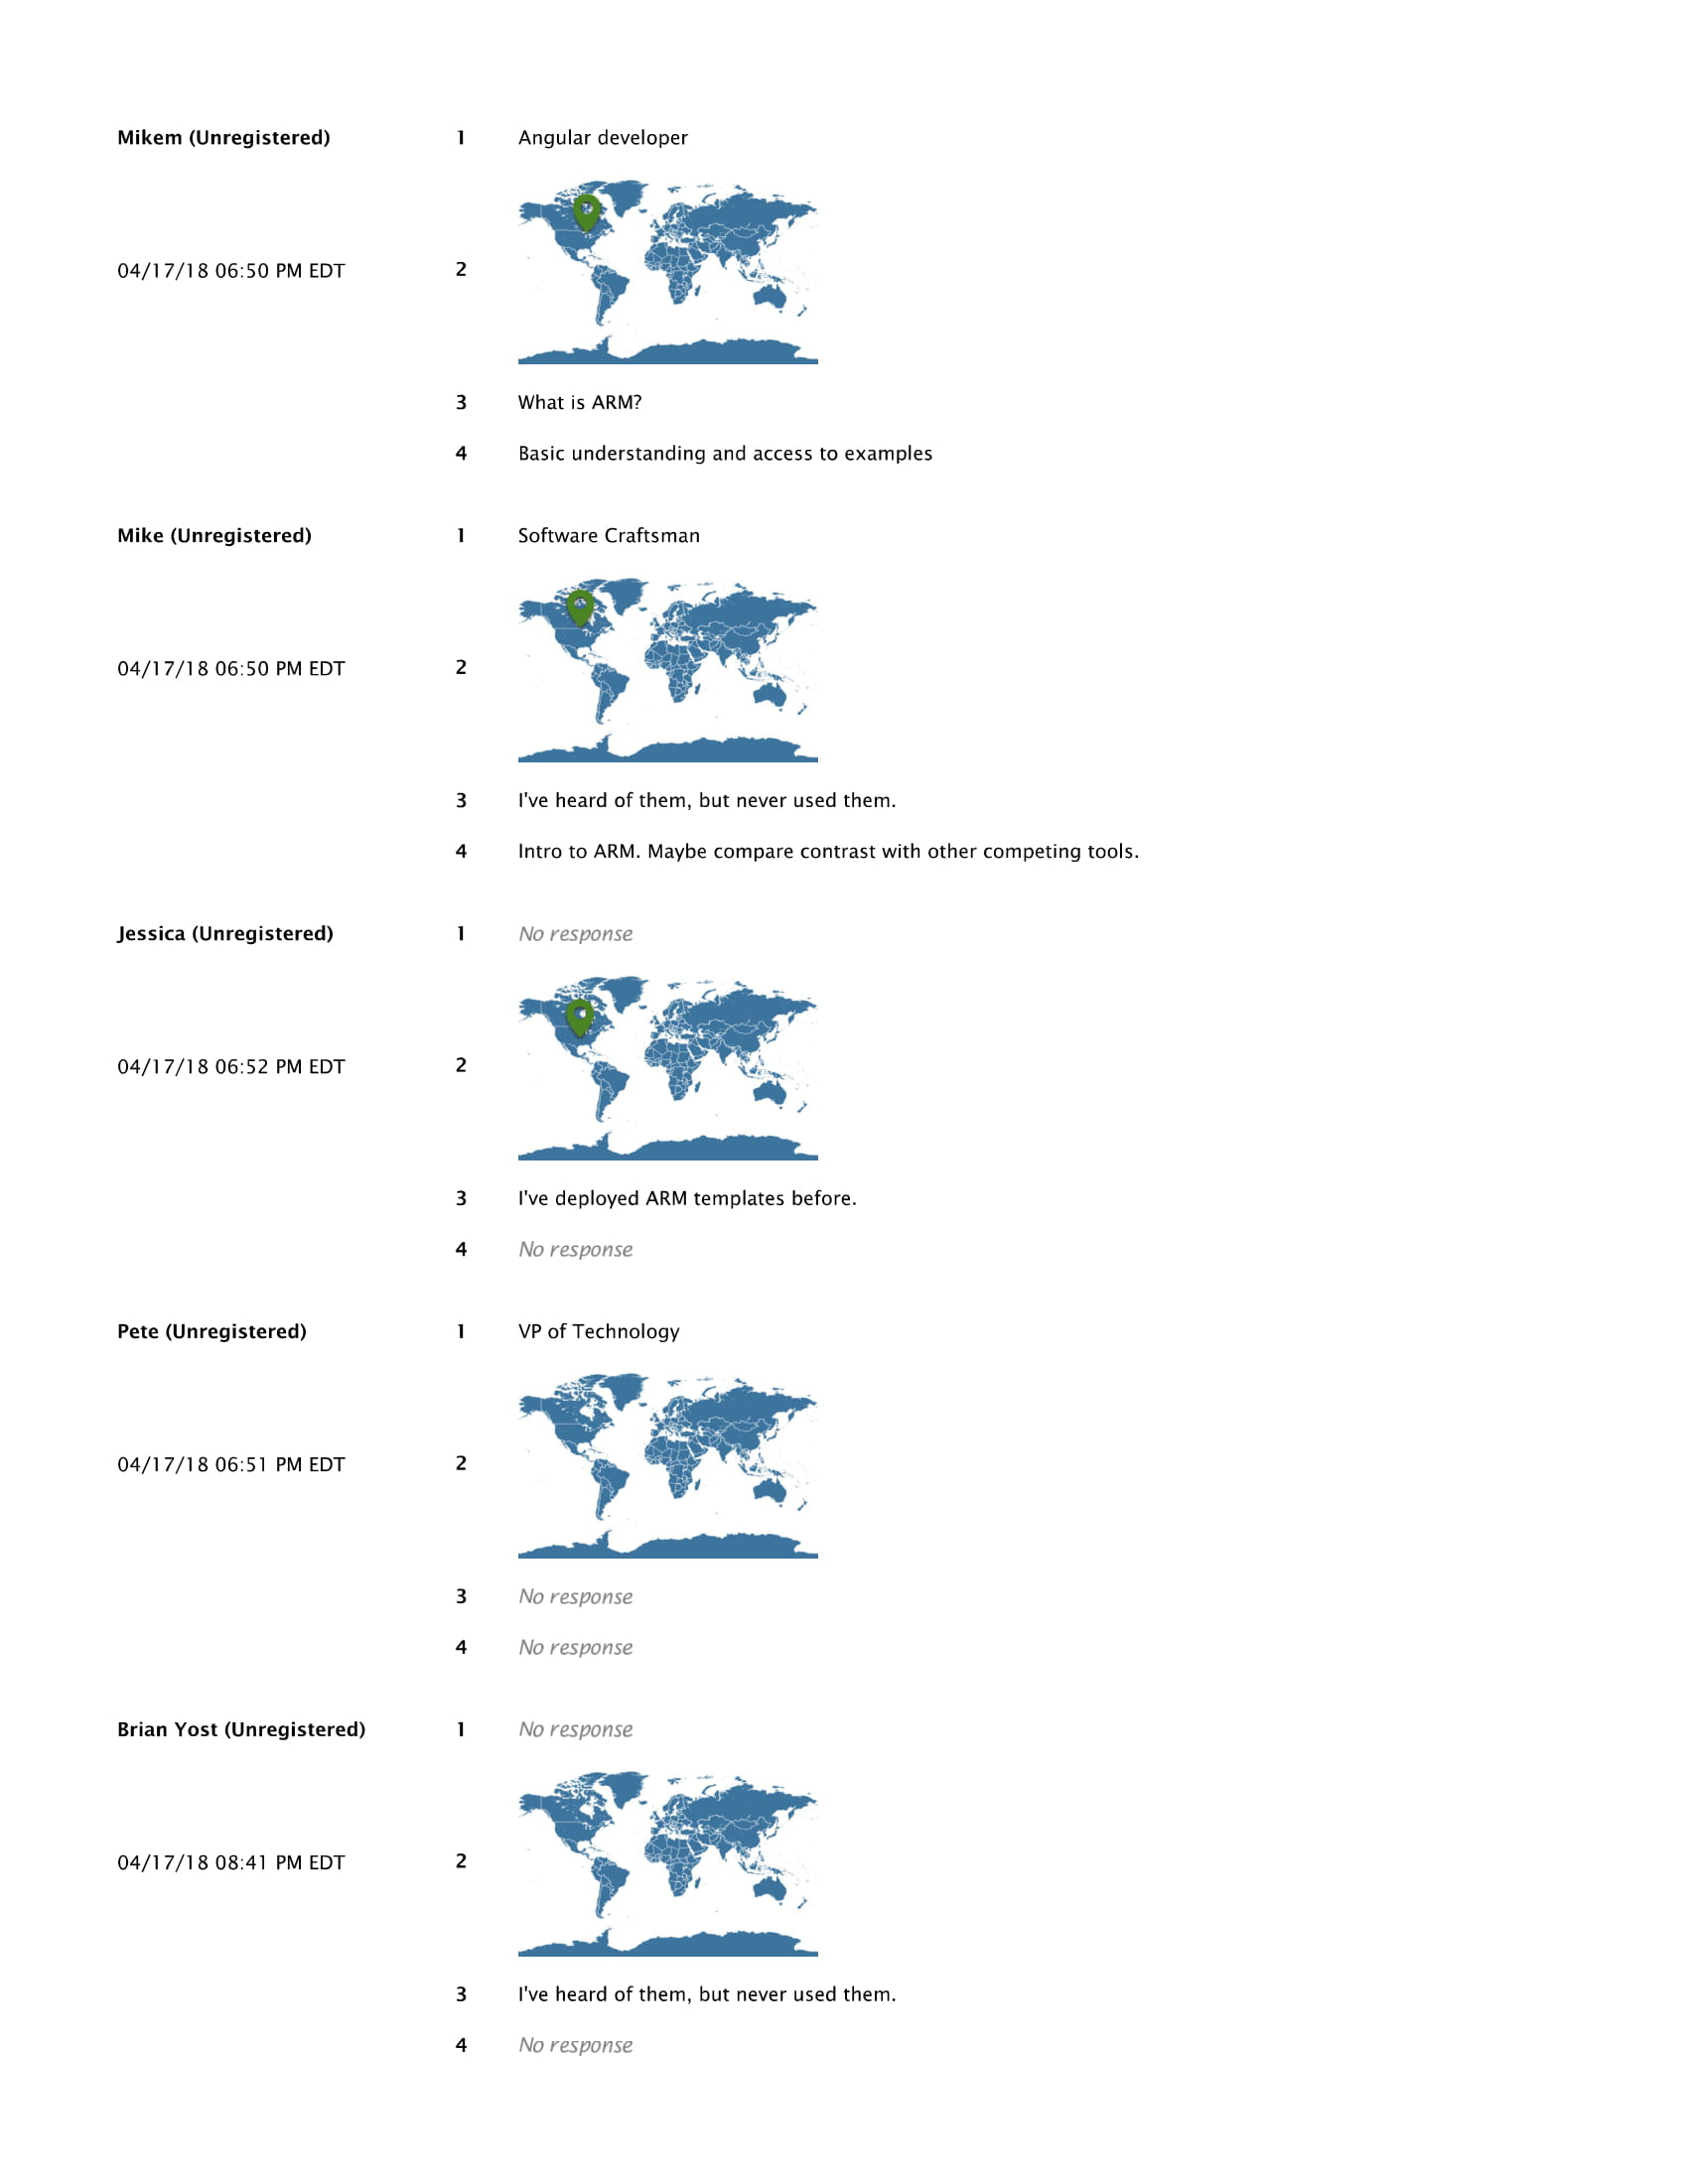 Mikem (Unregistered) 1 Angular developer
04/17/18 06:50 PM EDT 2
3 What is ARM?
4 Basic understanding and access to examples
Mike (Unregistered) 1 Software Craftsman
04/17/18 06:50 PM EDT 2
3 I've heard of them, but never used them.
4 Intro to ARM. Maybe compare contrast with other competing tools.
Jessica (Unregistered) 1 No response
04/17/18 06:52 PM EDT 2
3 I've deployed ARM templates before.
4 No response
Pete (Unregistered) 1 VP of Technology
04/17/18 06:51 PM EDT 2
3 No response
4 No response
Brian Yost (Unregistered) 1 No response
04/17/18 08:41 PM EDT 2
3 I've heard of them, but never used them.
4 No response